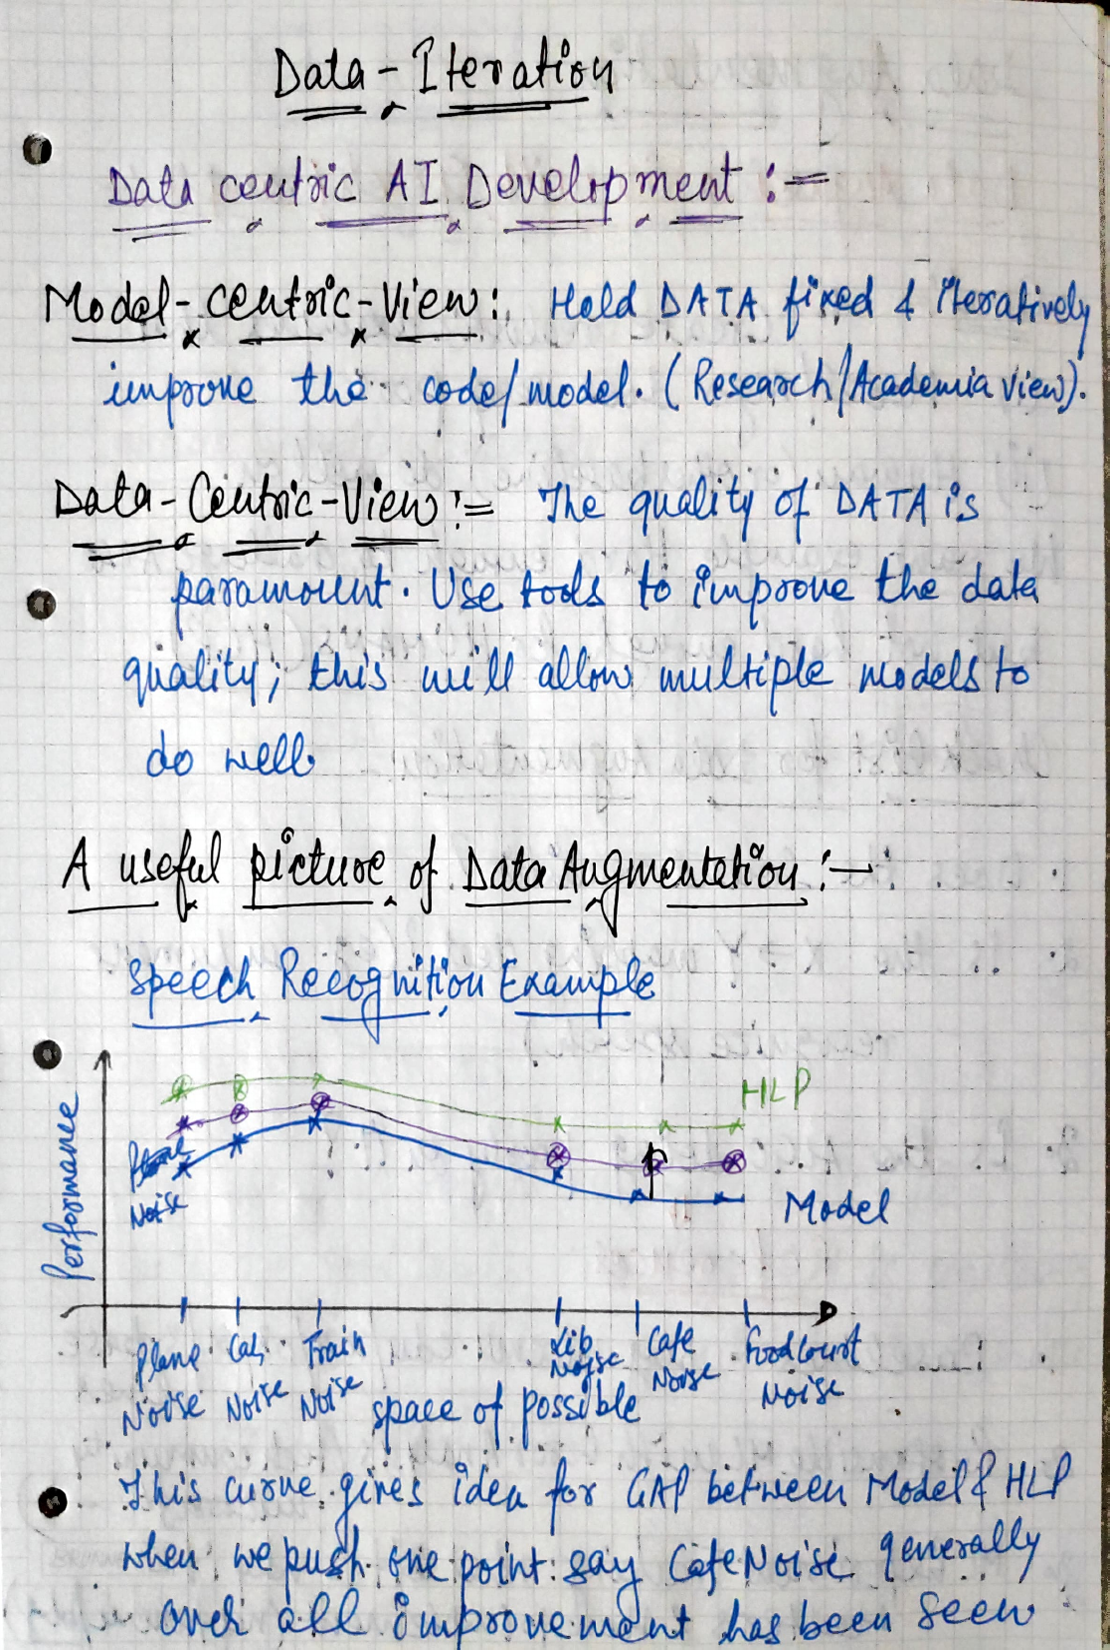 Data - Iteration
Data centric AI Development :=
Model - centric - View : Hold DATA fixed & iteratively
improve the code/model. (Research/Academia view).
Data - Centric - View := The quality of DATA is
paramount. Use tools to improve the data
quality; this will allow multiple models to
do well
A useful picture of Data Augmentation :-
Speech Recognition Example
HLP
Performance
Plane
Noise
Model
Plane Noise
Car Noise
Train Noise
Lib Noise
Cafe Noise
Food Court Noise
space of possible
This curve gives idea for GAP between Model & HLP
when we push one point say Cafe Noise generally
over all improvement has been seen